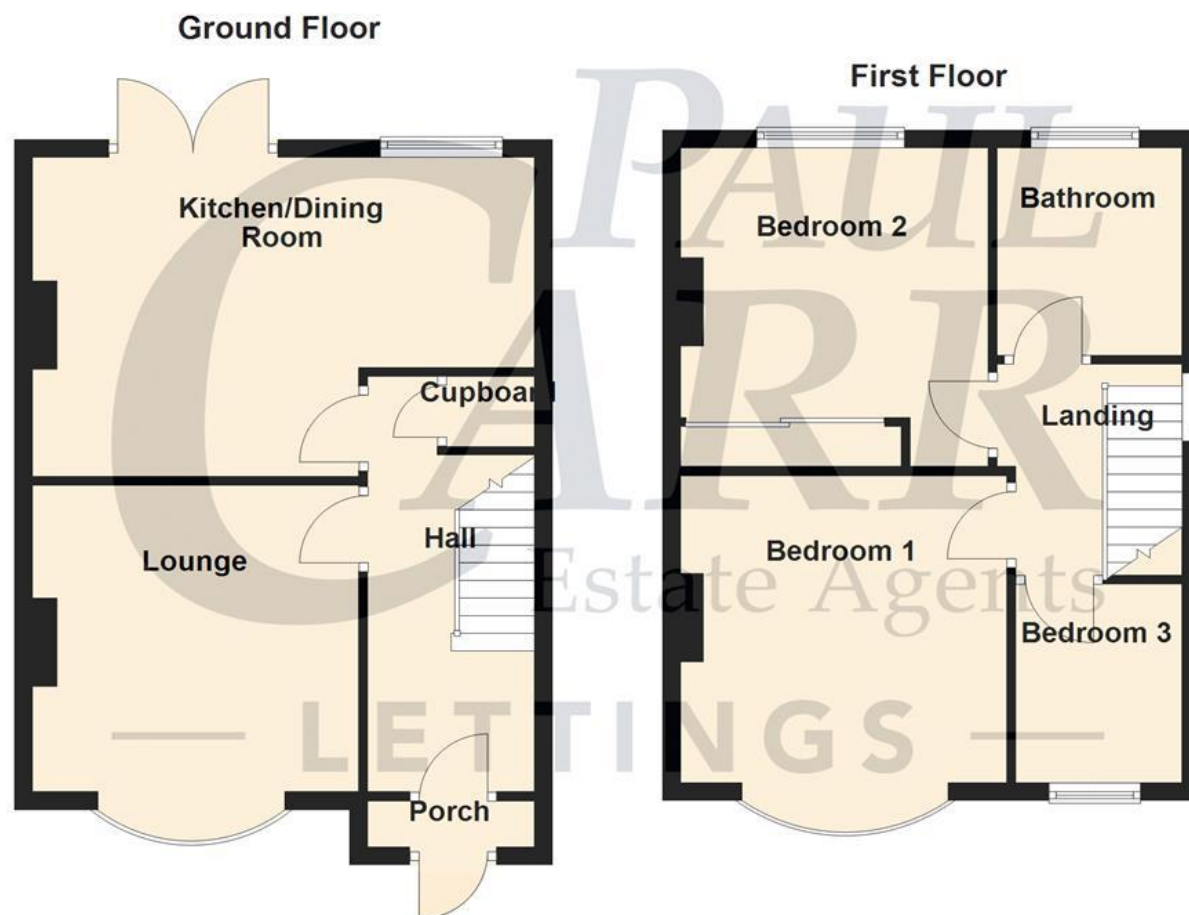 Ground Floor
Kitchen/Dining
Room
Cupboard
Hall
Lounge
Porch
First Floor
Bedroom 2
Bathroom
Landing
Bedroom 1
Bedroom 3
PAUL
CARR
Estate Agents
LETTINGS